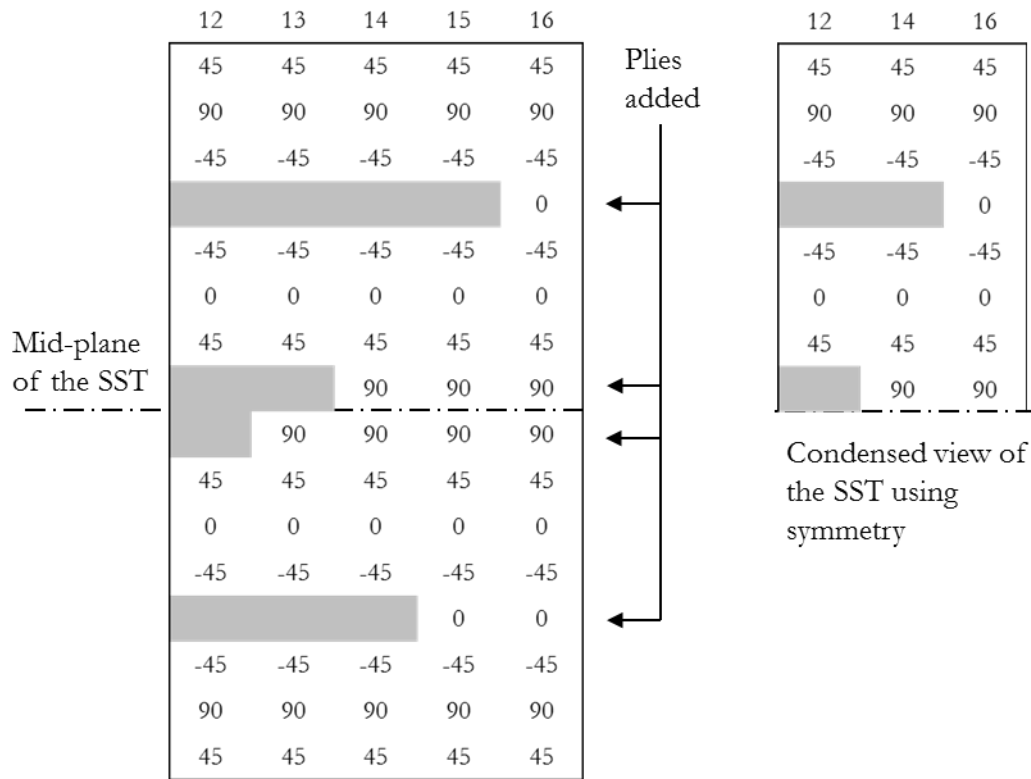 12 13 14 15 16
45 45 45 45 45
90 90 90 90 90
-45 -45 -45 -45 -45
0
-45 -45 -45 -45 -45
0 0 0 0 0
45 45 45 45 45
90 90 90
90 90 90 90
45 45 45 45 45
0 0 0 0 0
-45 -45 -45 -45 -45
0 0
-45 -45 -45 -45 -45
90 90 90 90 90
45 45 45 45 45
Mid-plane
of the SST
Plies
added
12 14 16
45 45 45
90 90 90
-45 -45 -45
0
-45 -45 -45
0 0 0
45 45 45
90 90
Condensed view of
the SST using
symmetry